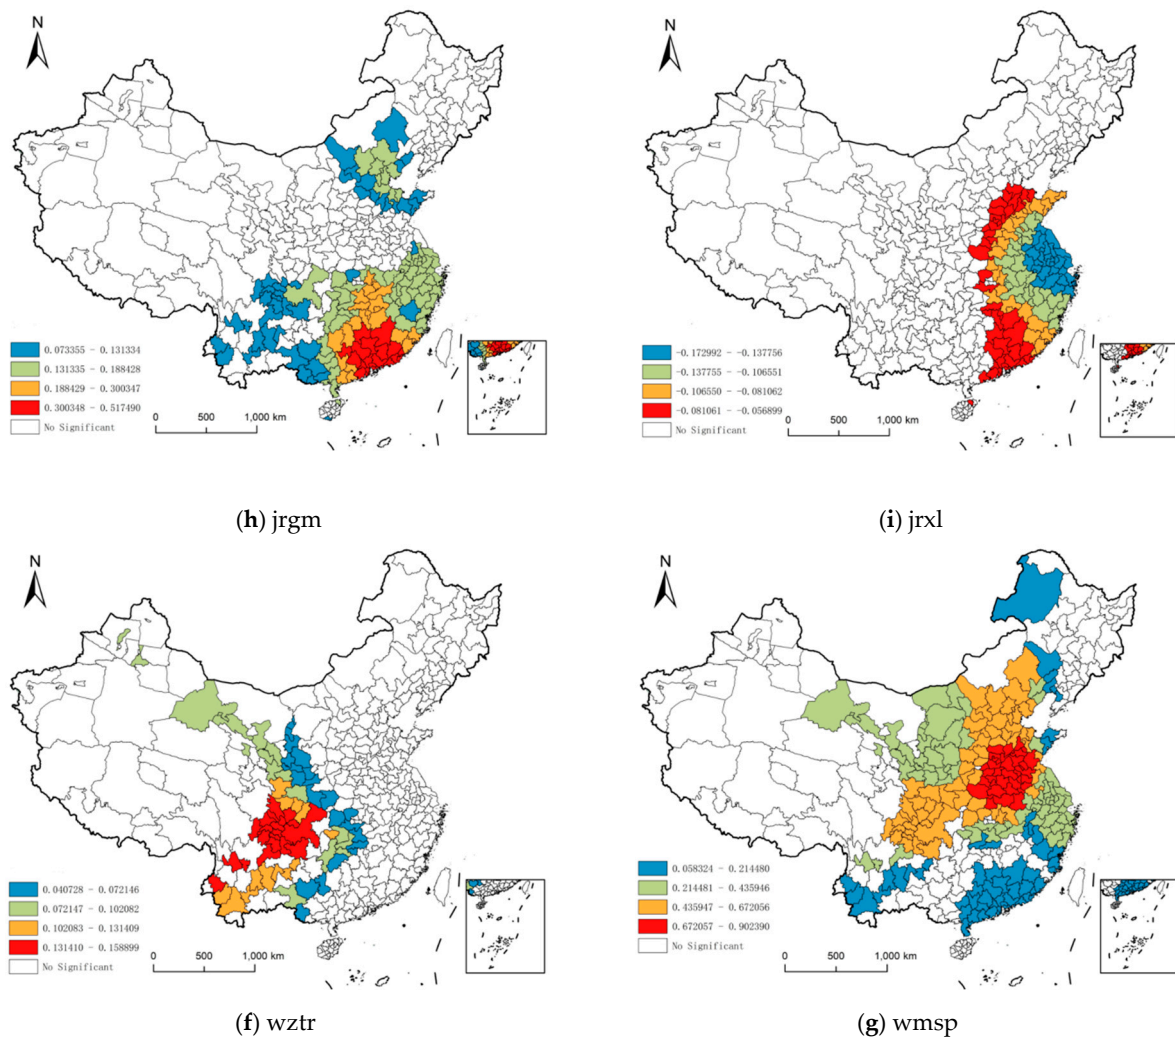 N
0.073355 - 0.131334
0.131335 - 0.188428
0.188429 - 0.300347
0.300348 - 0.517490
No Significant
0 500 1,000 km
(h) jrgm
N
-0.172992 - -0.137756
-0.137755 - -0.106551
-0.106550 - -0.081062
-0.081061 - -0.056899
No Significant
0 500 1,000 km
(i) jrxl
N
0.040728 - 0.072146
0.072147 - 0.102082
0.102083 - 0.131409
0.131410 - 0.158899
No Significant
0 500 1,000 km
(f) wztr
N
0.058324 - 0.214480
0.214481 - 0.435946
0.435947 - 0.672056
0.672057 - 0.902390
No Significant
0 500 1,000 km
(g) wmsp